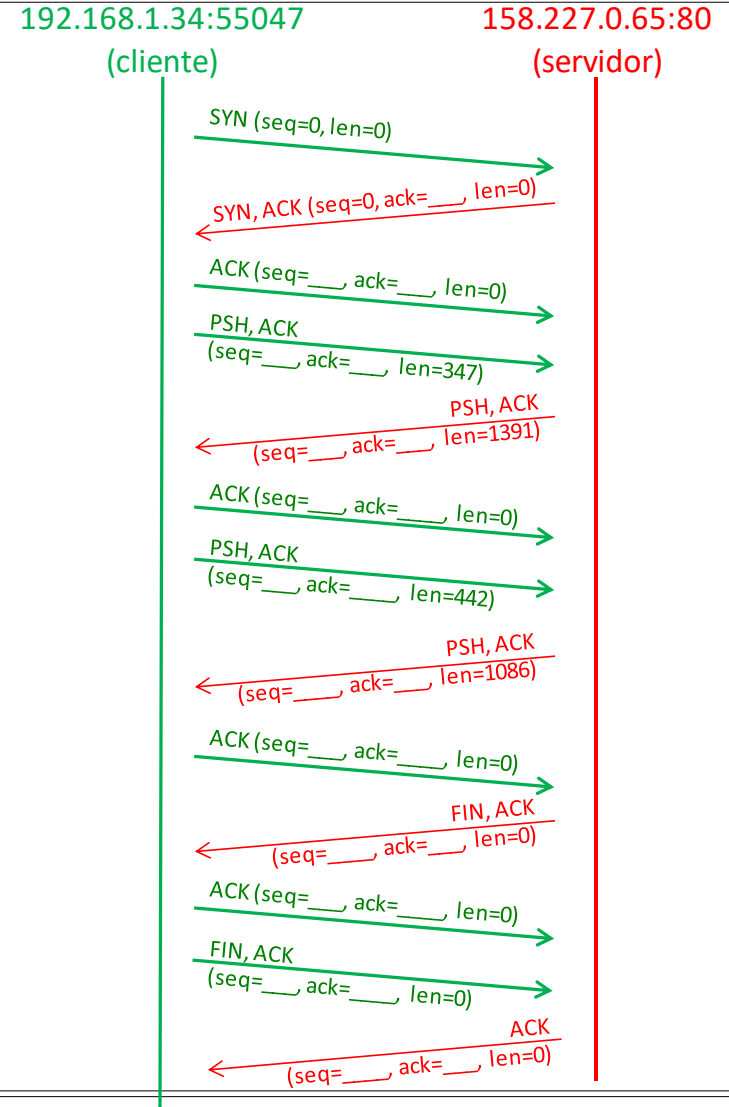 192.168.1.34:55047
(cliente)
158.227.0.65:80
(servidor)
SYN (seq=0, len=0)
SYN, ACK (seq=0, ack=___, len=0)
ACK (seq=___, ack=___, len=0)
PSH, ACK
(seq=___, ack=___, len=347)
PSH, ACK
(seq=___, ack=___, len=1391)
ACK (seq=___, ack=____, len=0)
PSH, ACK
(seq=___, ack=____, len=442)
PSH, ACK
(seq=____, ack=___, len=1086)
ACK (seq=___, ack=____, len=0)
FIN, ACK
(seq=____, ack=___, len=0)
ACK (seq=___, ack=____, len=0)
FIN, ACK
(seq=___, ack=____, len=0)
ACK
(seq=____, ack=___, len=0)